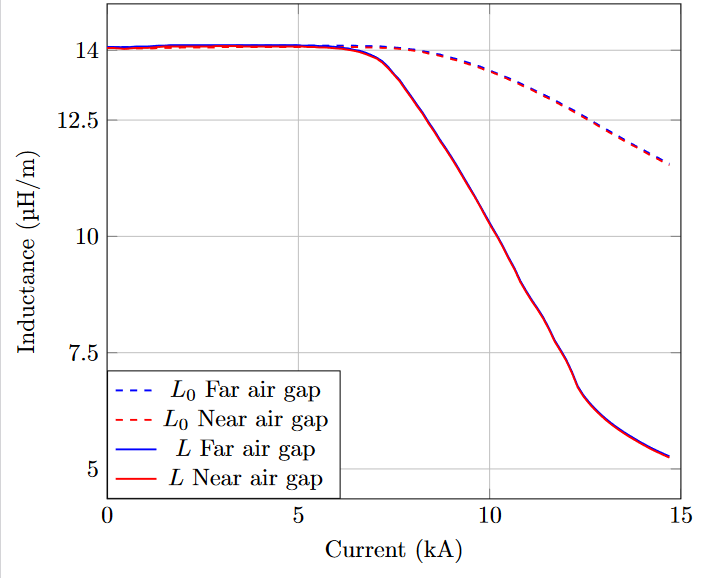 14
12.5
10
7.5
5
Inductance (µH/m)
L₀ Far air gap
L₀ Near air gap
L Far air gap
L Near air gap
0 5 10 15
Current (kA)